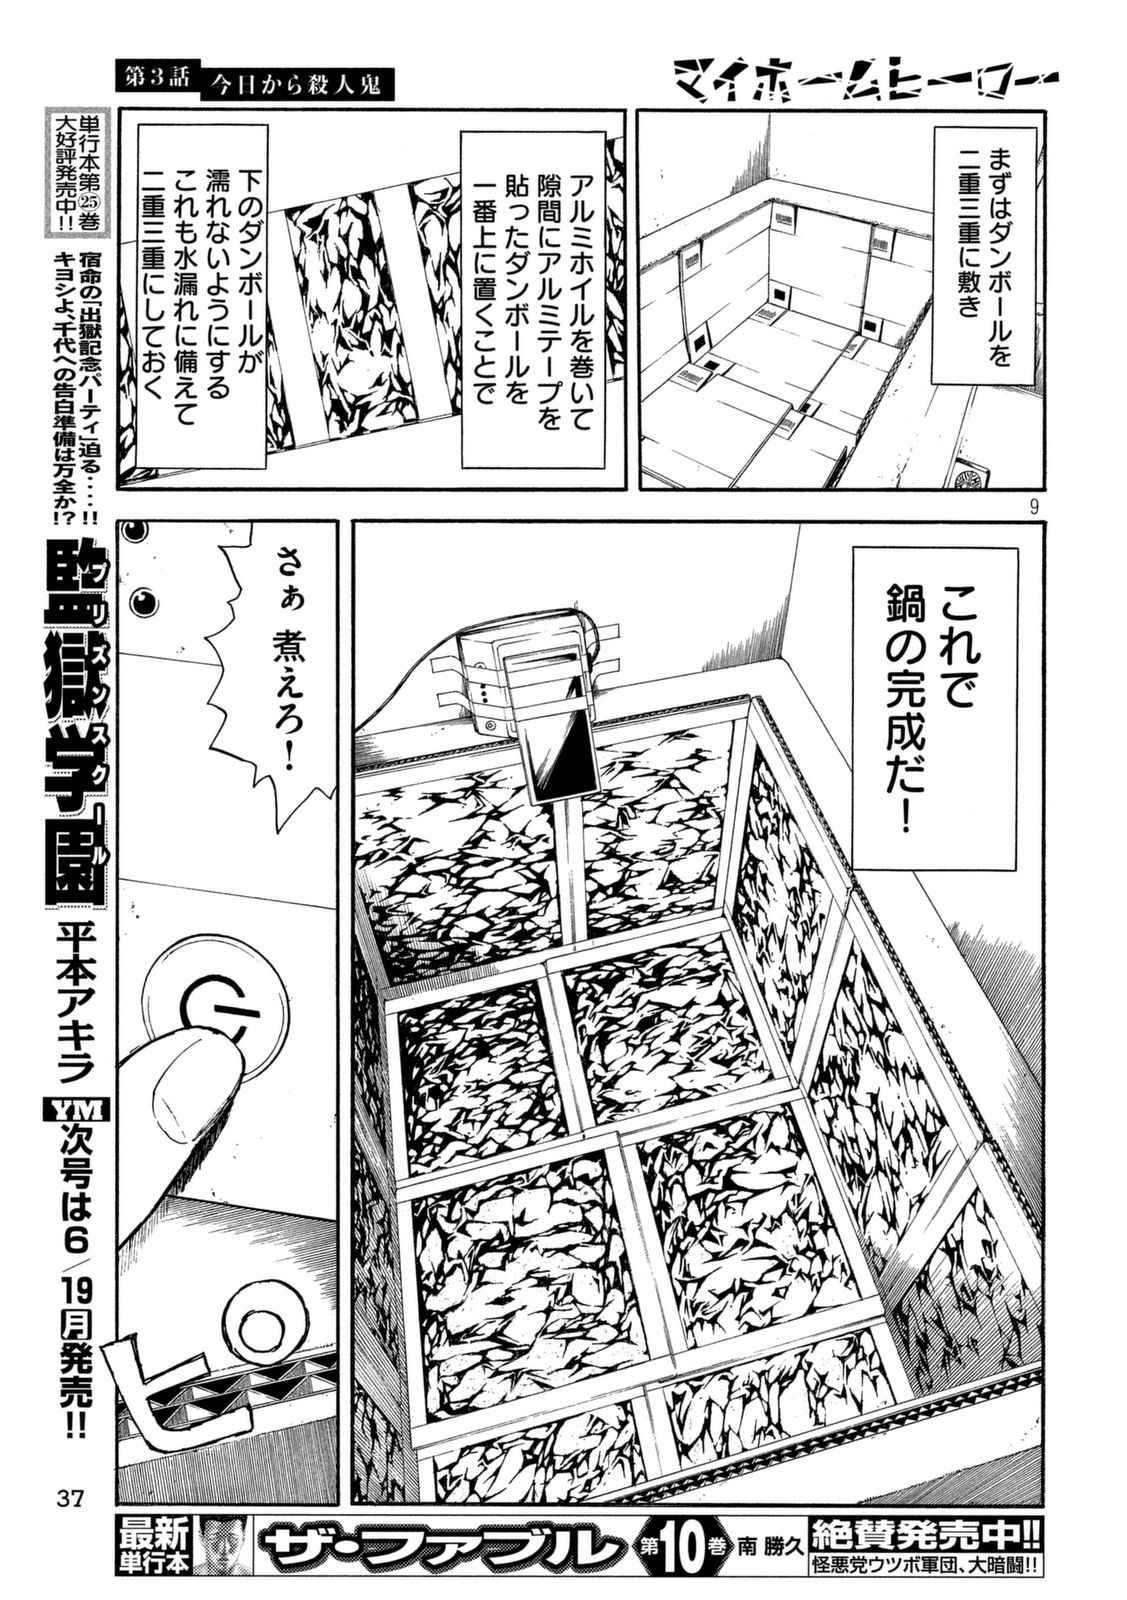 第3話
今日から殺人鬼
マイホームヒーロー
まずはダンボールを
二重三重に敷き
アルミホイルを巻いて
隙間にアルミテープを
貼ったダンボールを
一番上に置くことで
下のダンボールが
濡れないようにする
これも水漏れに備えて
二重三重にしておく
9
これで
鍋の完成だ!
さぁ 煮えろ!
ピ
単行本第㉕巻
大好評発売中!!
宿命の「出獄記念パーティ」迫る‥‥!!
キヨシよ、千代への告白準備は万全か!?
監獄学園
プリズンスクール
平本アキラ
YM次号は6/19月発売!!
37
最新
単行本
ザ・ファブル
第10巻
南 勝久
絶賛発売中!!
怪悪党ウツボ軍団、大暗闘!!